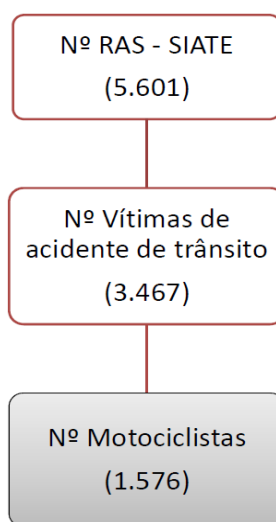 Nº RAS - SIATE
(5.601)
Nº Vítimas de
acidente de trânsito
(3.467)
Nº Motociclistas
(1.576)